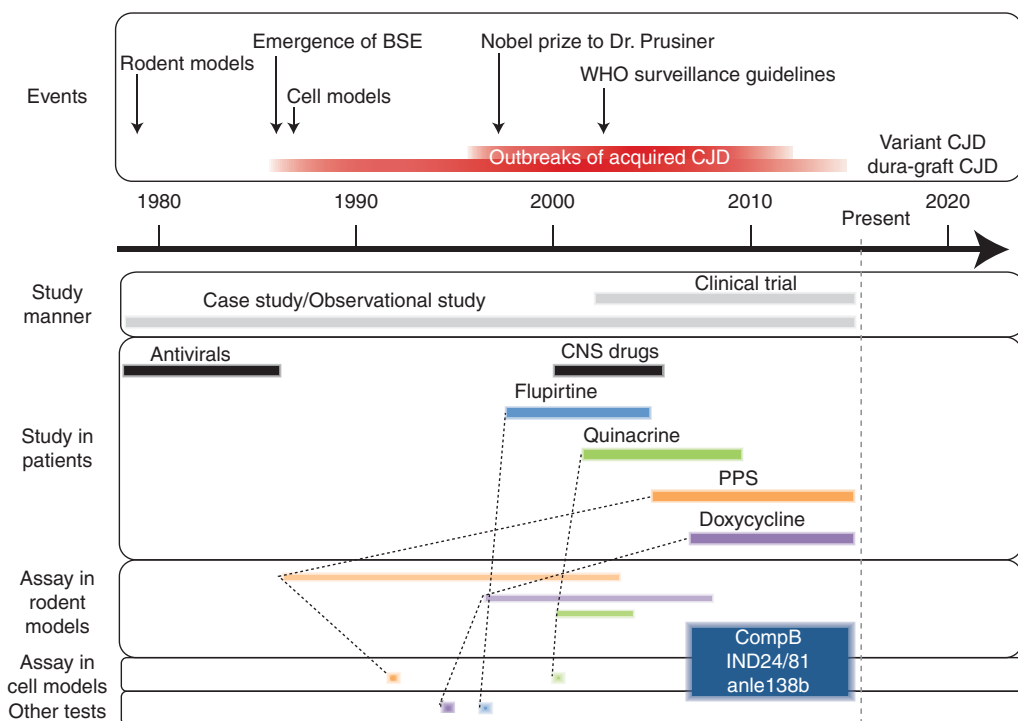 Emergence of BSE
Nobel prize to Dr. Prusiner
Rodent models
WHO surveillance guidelines
Events
Cell models
Outbreaks of acquired CJD
Variant CJD
dura-graft CJD
1980
1990
2000
2010
2020
Present
Study
manner
Case study/Observational study
Clinical trial
Antivirals
CNS drugs
Flupirtine
Study in
patients
Quinacrine
PPS
Doxycycline
Assay in
rodent
models
CompB
IND24/81
anle138b
Assay in
cell models
Other tests